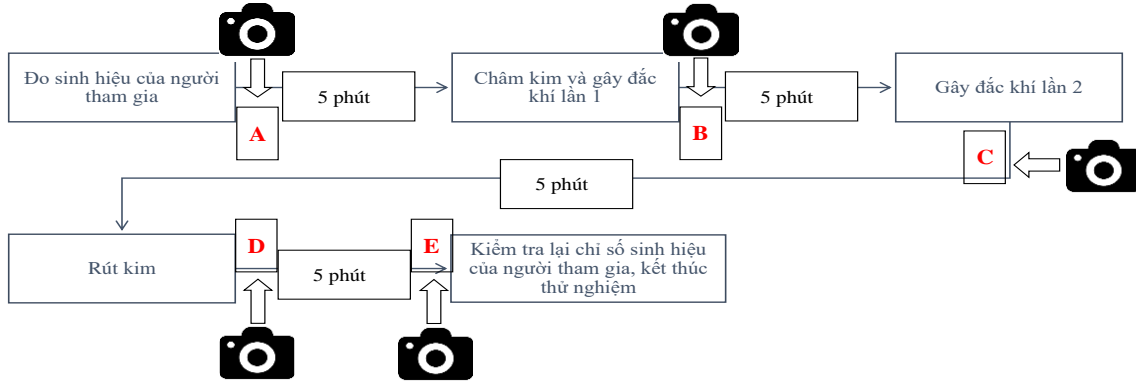 Đo sinh hiệu của người
tham gia
A
5 phút
Châm kim và gây đắc
khí lần 1
B
5 phút
Gây đắc khí lần 2
C
5 phút
Rút kim
D
5 phút
E
Kiểm tra lại chỉ số sinh hiệu
của người tham gia, kết thúc
thử nghiệm